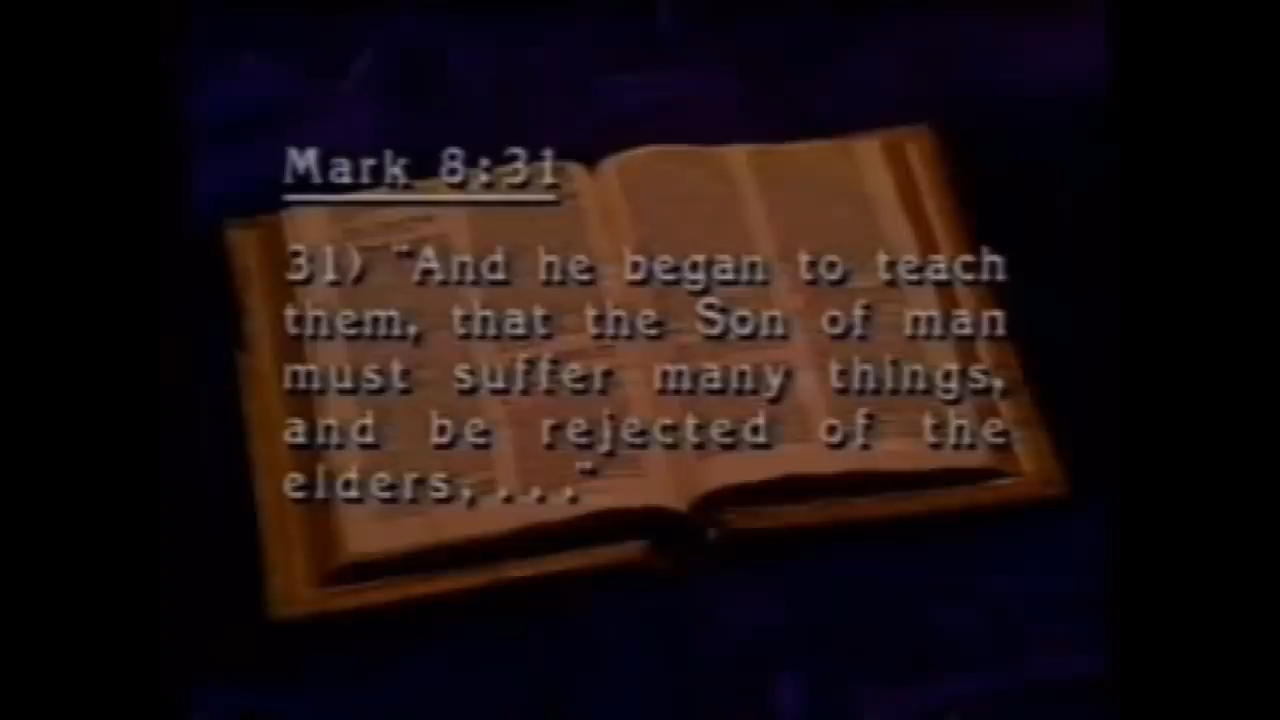 Mark 8:31
31) "And he began to teach
them, that the Son of man
must suffer many things,
and be rejected of the
elders, ..."